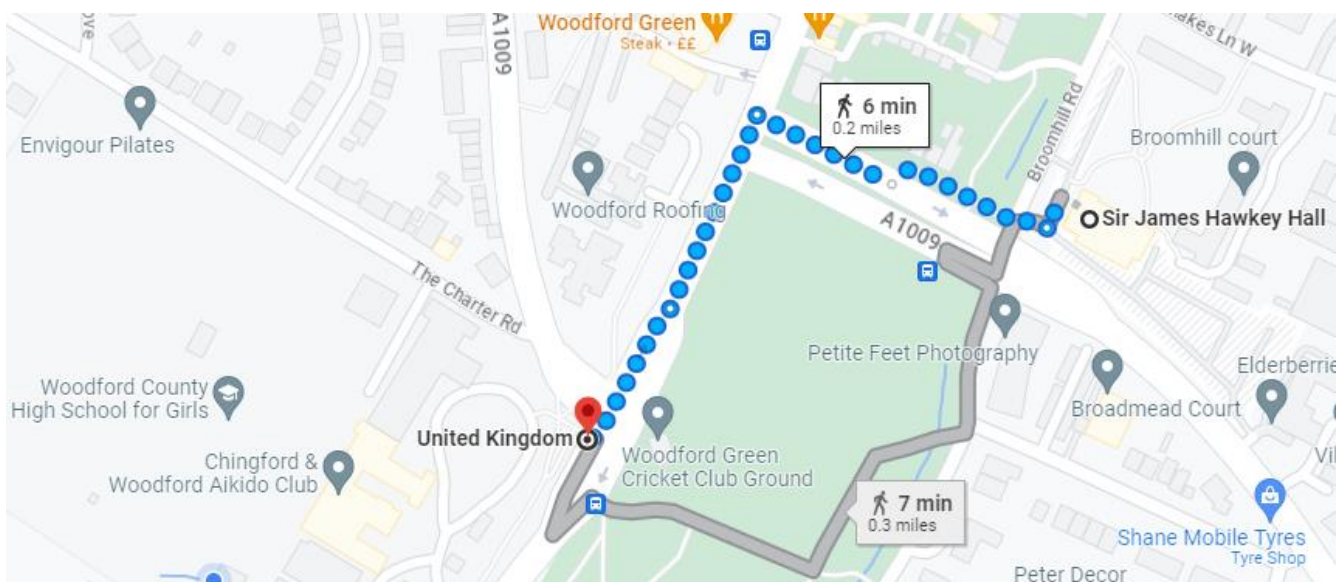 Woodford Green
Steak · ££
A1009
Broomhill Rd
6 min
0.2 miles
Envigour Pilates
Broomhill court
Woodford Roofing
Sir James Hawkey Hall
A1009
The Charter Rd
Petite Feet Photography
Elderberrie
Woodford County
High School for Girls
Broadmead Court
United Kingdom
Woodford Green
Cricket Club Ground
Chingford &
Woodford Aikido Club
7 min
0.3 miles
Shane Mobile Tyres
Tyre Shop
Peter Decor